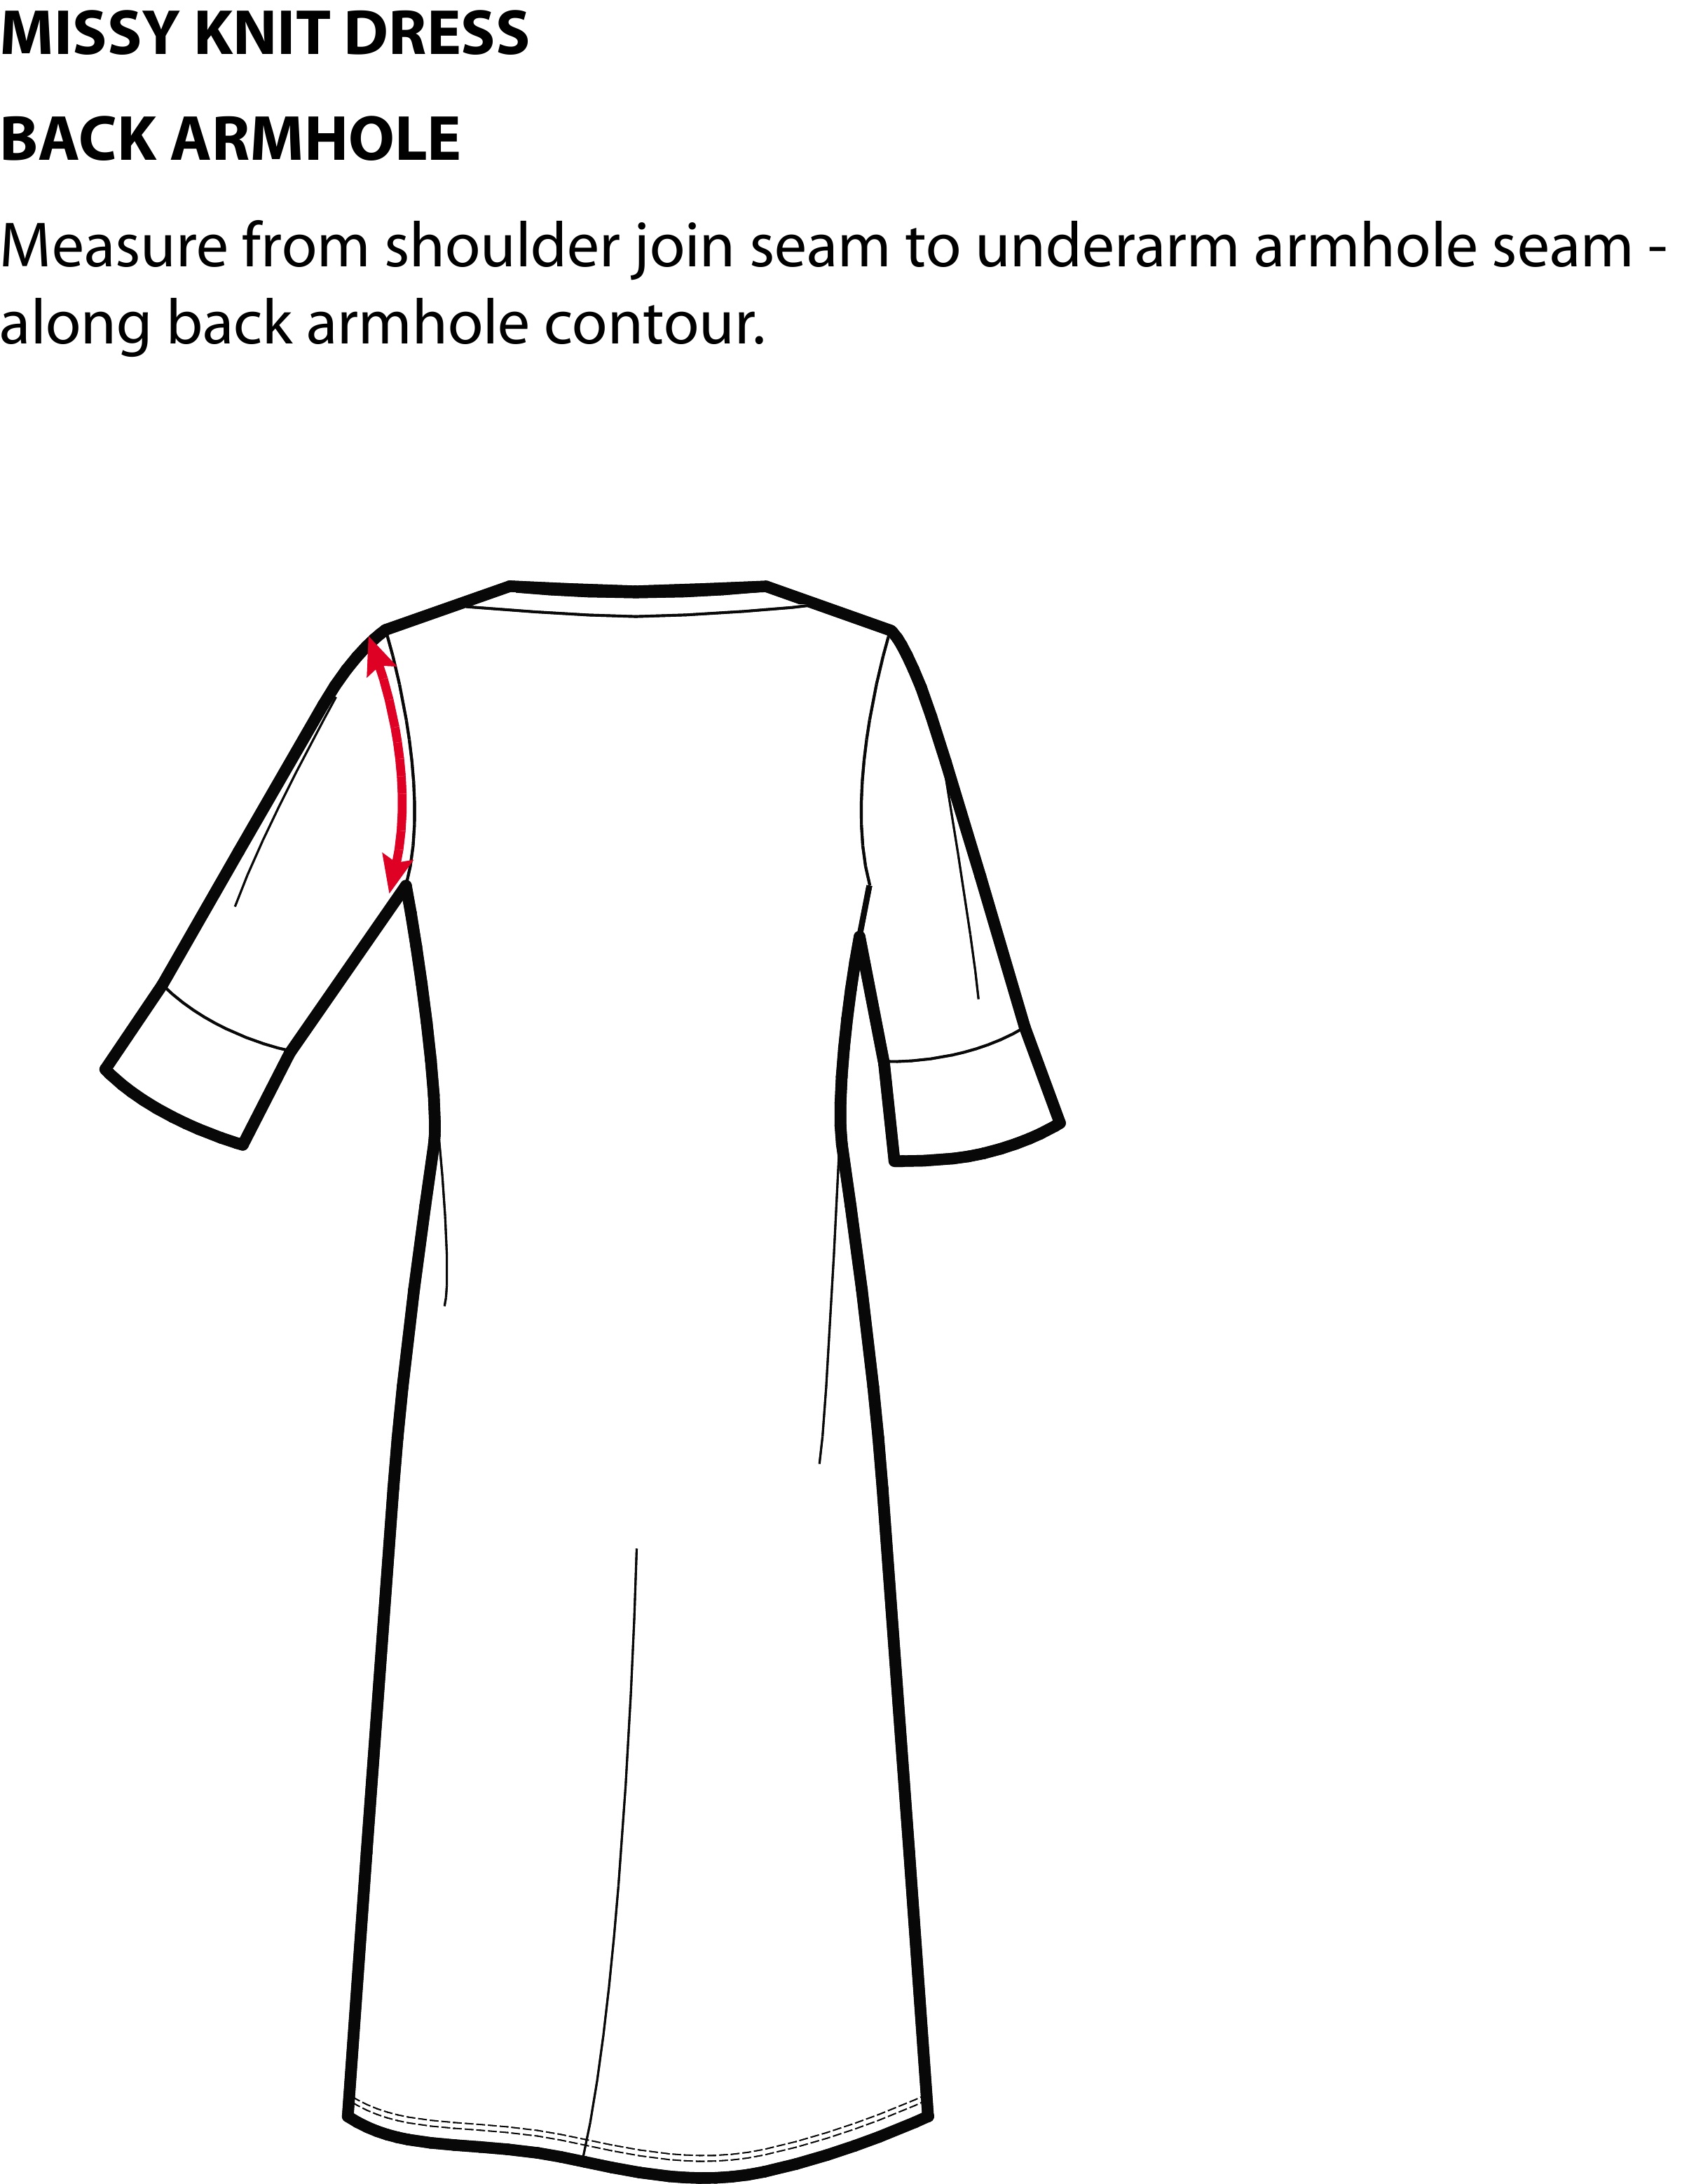 MISSY KNIT DRESS
BACK ARMHOLE
Measure from shoulder join seam to underarm armhole seam -
along back armhole contour.